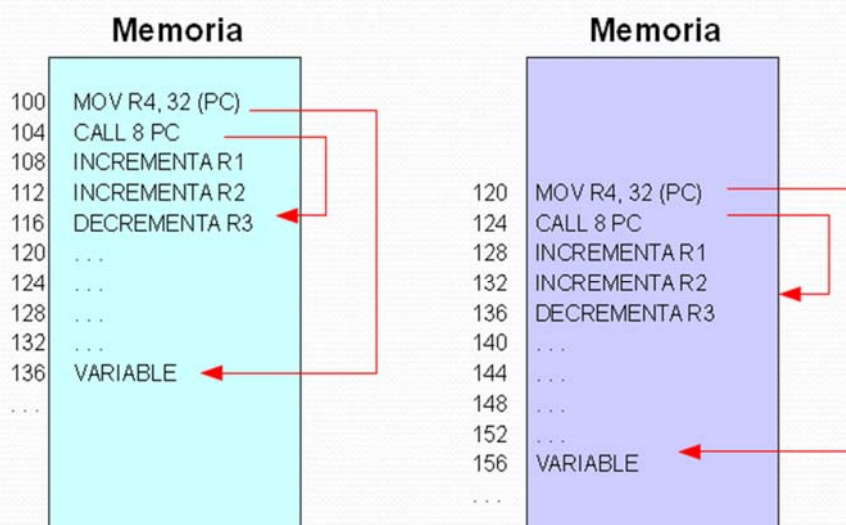 Memoria
100 MOV R4, 32 (PC)
104 CALL 8 PC
108 INCREMENTA R1
112 INCREMENTA R2
116 DECREMENTA R3
120 . . .
124 . . .
128 . . .
132 . . .
136 VARIABLE
. . .
Memoria
120 MOV R4, 32 (PC)
124 CALL 8 PC
128 INCREMENTA R1
132 INCREMENTA R2
136 DECREMENTA R3
140 . . .
144 . . .
148 . . .
152 . . .
156 VARIABLE
. . .